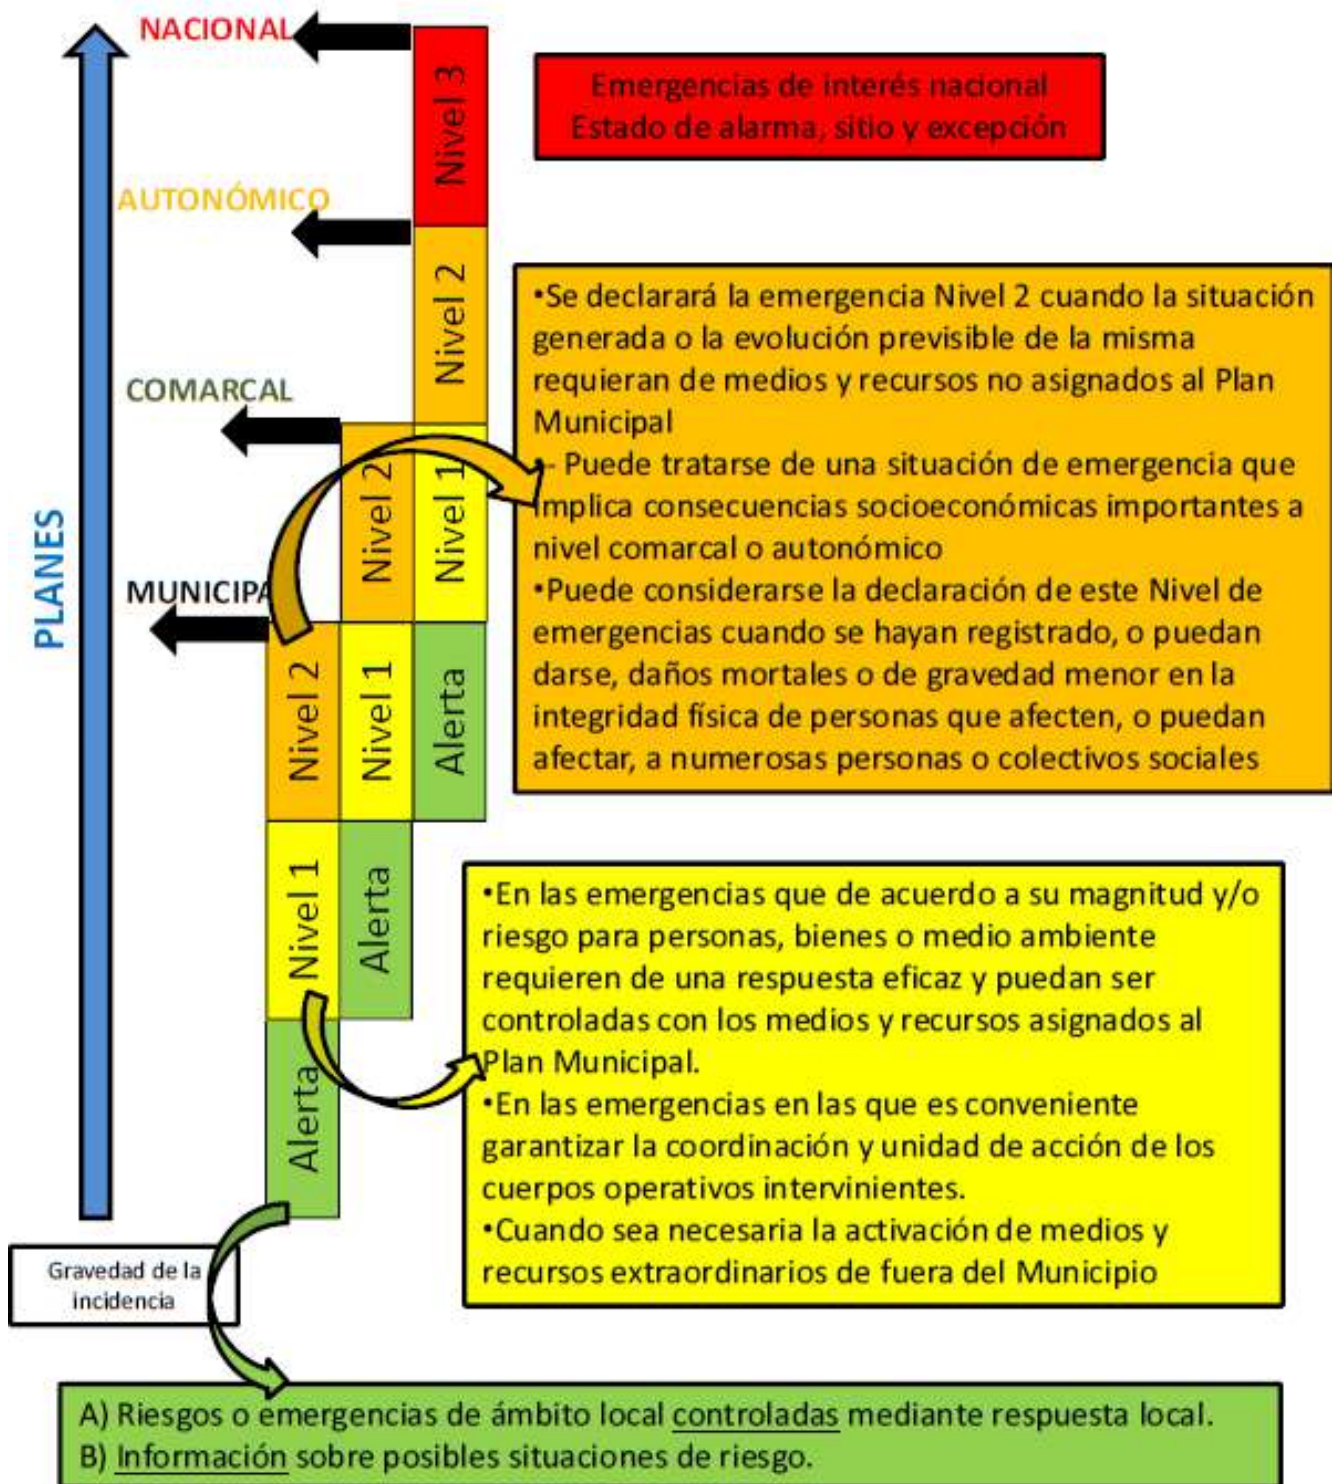 NACIONAL
Nivel 3
Emergencias de interés nacional
Estado de alarma, sitio y excepción
AUTONÓMICO
Nivel 2
•Se declarará la emergencia Nivel 2 cuando la situación
generada o la evolución previsible de la misma
requieran de medios y recursos no asignados al Plan
Municipal
•- Puede tratarse de una situación de emergencia que
implica consecuencias socioeconómicas importantes a
nivel comarcal o autonómico
•Puede considerarse la declaración de este Nivel de
emergencias cuando se hayan registrado, o puedan
darse, daños mortales o de gravedad menor en la
integridad física de personas que afecten, o puedan
afectar, a numerosas personas o colectivos sociales
COMARCAL
Nivel 2
Nivel 1
PLANES
MUNICIPA
Nivel 2
Nivel 1
Alerta
Nivel 1
Alerta
•En las emergencias que de acuerdo a su magnitud y/o
riesgo para personas, bienes o medio ambiente
requieren de una respuesta eficaz y puedan ser
controladas con los medios y recursos asignados al
Plan Municipal.
•En las emergencias en las que es conveniente
garantizar la coordinación y unidad de acción de los
cuerpos operativos intervinientes.
•Cuando sea necesaria la activación de medios y
recursos extraordinarios de fuera del Municipio
Alerta
Gravedad de la
incidencia
A) Riesgos o emergencias de ámbito local controladas mediante respuesta local.
B) Información sobre posibles situaciones de riesgo.